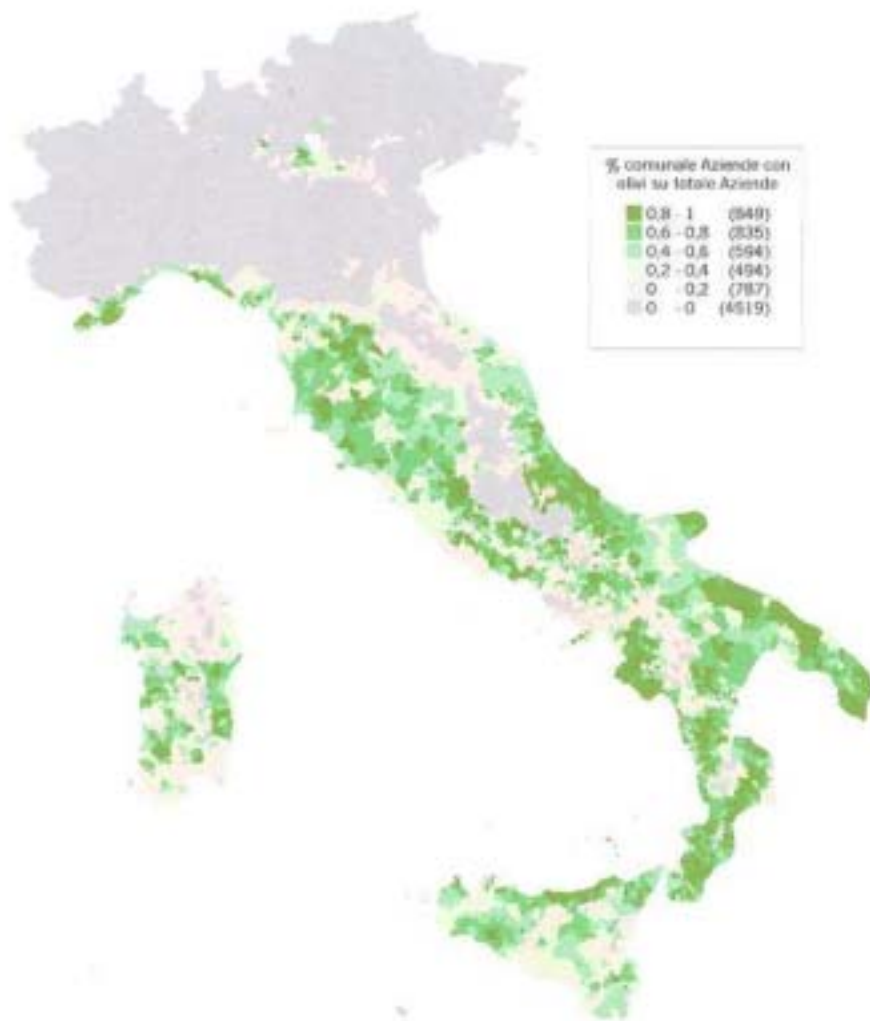 % comunale Aziende con
olivi su totale Aziende
0,8 - 1 (849)
0,6 - 0,8 (835)
0,4 - 0,6 (594)
0,2 - 0,4 (494)
0 - 0,2 (787)
0 - 0 (4519)